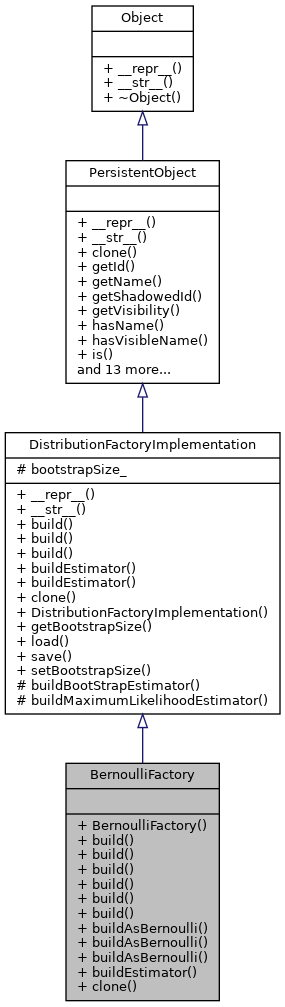 Object
+ __repr__()
+ __str__()
+ ~Object()
PersistentObject
+ __repr__()
+ __str__()
+ clone()
+ getId()
+ getName()
+ getShadowedId()
+ getVisibility()
+ hasName()
+ hasVisibleName()
+ is()
and 13 more...
DistributionFactoryImplementation
# bootstrapSize_
+ __repr__()
+ __str__()
+ build()
+ build()
+ build()
+ buildEstimator()
+ buildEstimator()
+ clone()
+ DistributionFactoryImplementation()
+ getBootstrapSize()
+ load()
+ save()
+ setBootstrapSize()
# buildBootStrapEstimator()
# buildMaximumLikelihoodEstimator()
BernoulliFactory
+ BernoulliFactory()
+ build()
+ build()
+ build()
+ build()
+ build()
+ build()
+ buildAsBernoulli()
+ buildAsBernoulli()
+ buildAsBernoulli()
+ buildEstimator()
+ clone()